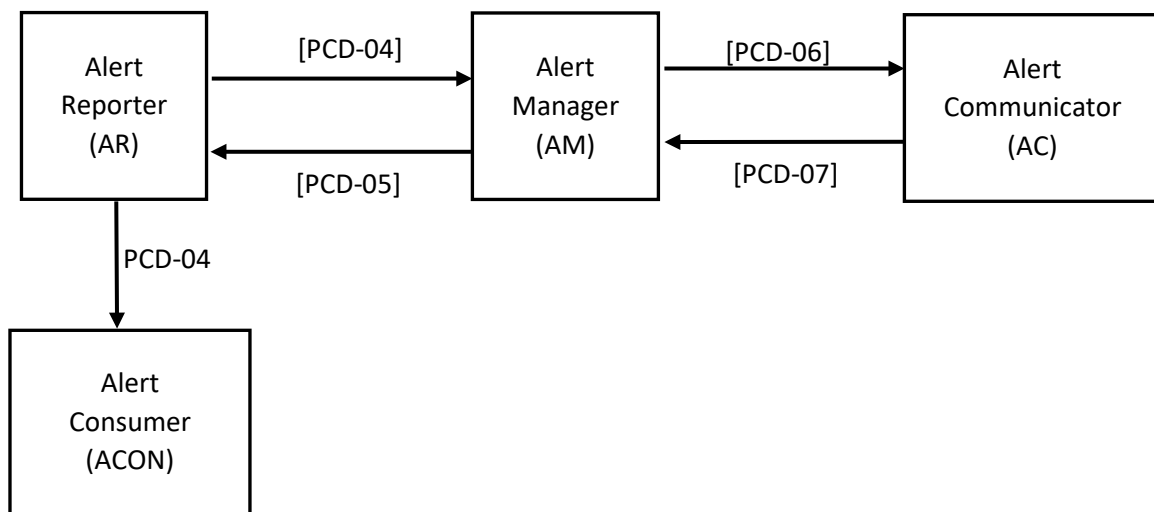 Alert
Reporter
(AR)
[PCD-04]
[PCD-05]
Alert
Manager
(AM)
[PCD-06]
[PCD-07]
Alert
Communicator
(AC)
PCD-04
Alert
Consumer
(ACON)